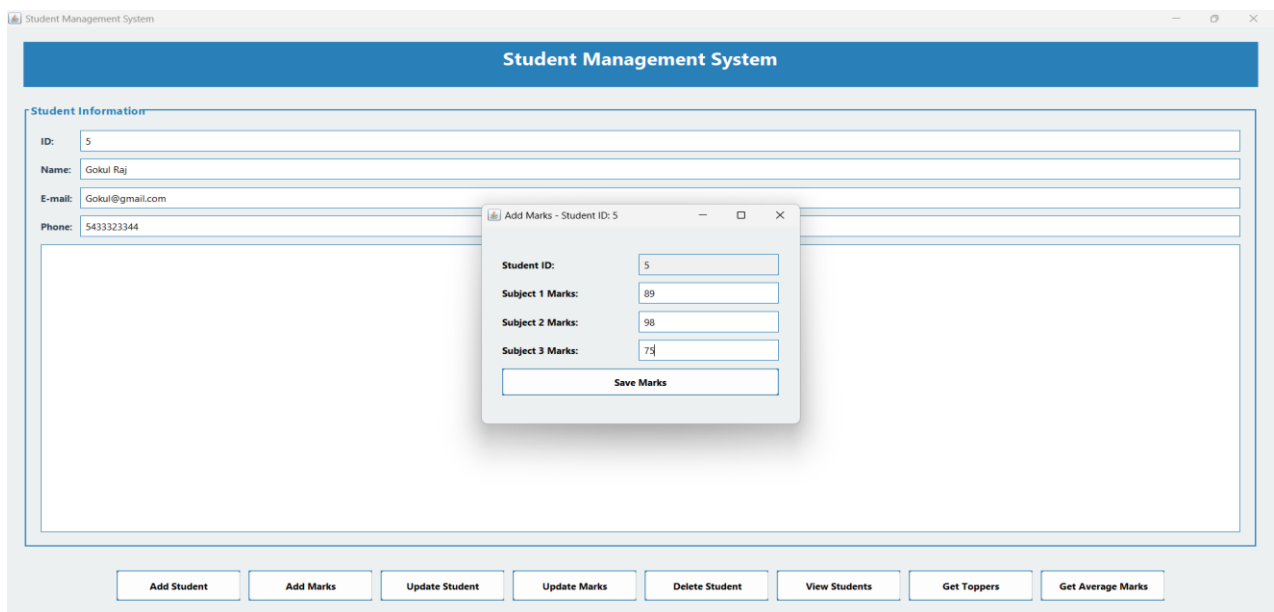 Student Management System
Student Management System
Student Information
ID: 5
Name: Gokul Raj
E-mail: Gokul@gmail.com
Phone: 5433323344
Add Marks - Student ID: 5
Student ID: 5
Subject 1 Marks: 89
Subject 2 Marks: 98
Subject 3 Marks: 75
Save Marks
Add Student Add Marks Update Student Update Marks Delete Student View Students Get Toppers Get Average Marks